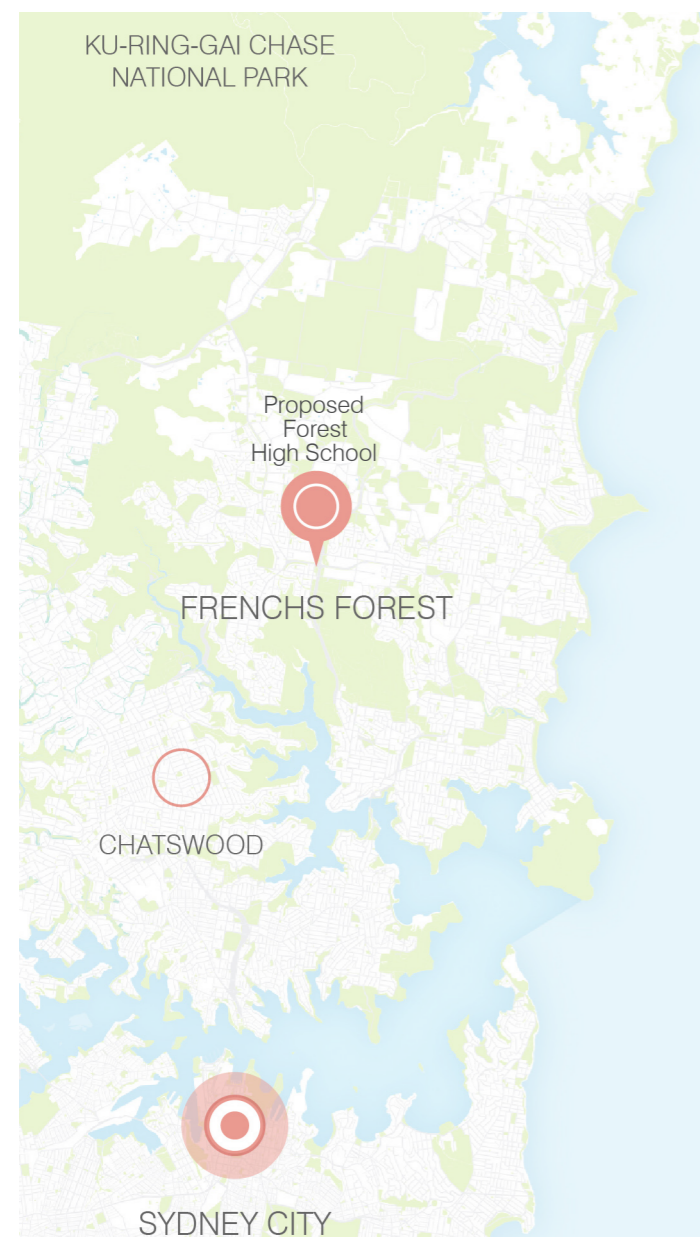 KU-RING-GAI CHASE
NATIONAL PARK
Proposed
Forest
High School
FRENCHS FOREST
CHATSWOOD
SYDNEY CITY